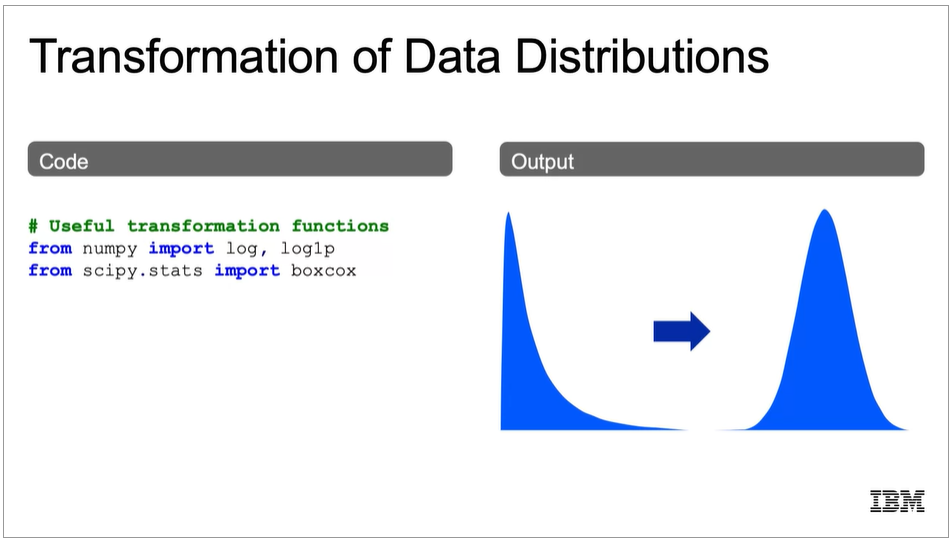 Transformation of Data Distributions
Code
# Useful transformation functions
from numpy import log, log1p
from scipy.stats import boxcox
Output
IBM